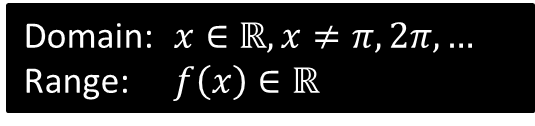 Domain: x ∈ ℝ, x ≠ π, 2π, ...
Range: f(x) ∈ ℝ